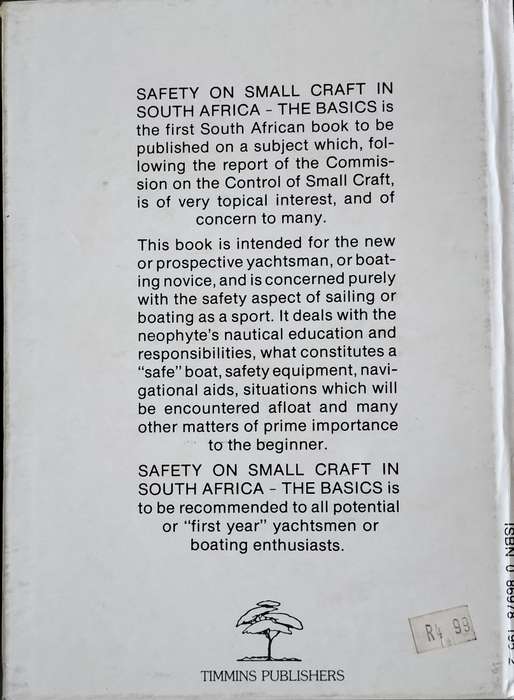 SAFETY ON SMALL CRAFT IN
SOUTH AFRICA - THE BASICS is
the first South African book to be
published on a subject which, fol-
lowing the report of the Commis-
sion on the Control of Small Craft,
is of very topical interest, and of
concern to many.
This book is intended for the new
or prospective yachtsman, or boat-
ing novice, and is concerned purely
with the safety aspect of sailing or
boating as a sport. It deals with the
neophyte's nautical education and
responsibilities, what constitutes a
"safe" boat, safety equipment, navi-
gational aids, situations which will
be encountered afloat and many
other matters of prime importance
to the beginner.
SAFETY ON SMALL CRAFT IN
SOUTH AFRICA - THE BASICS is
to be recommended to all potential
or "first year" yachtsmen or
boating enthusiasts.
R4 99
TIMMINS PUBLISHERS
ISBN 0 86978